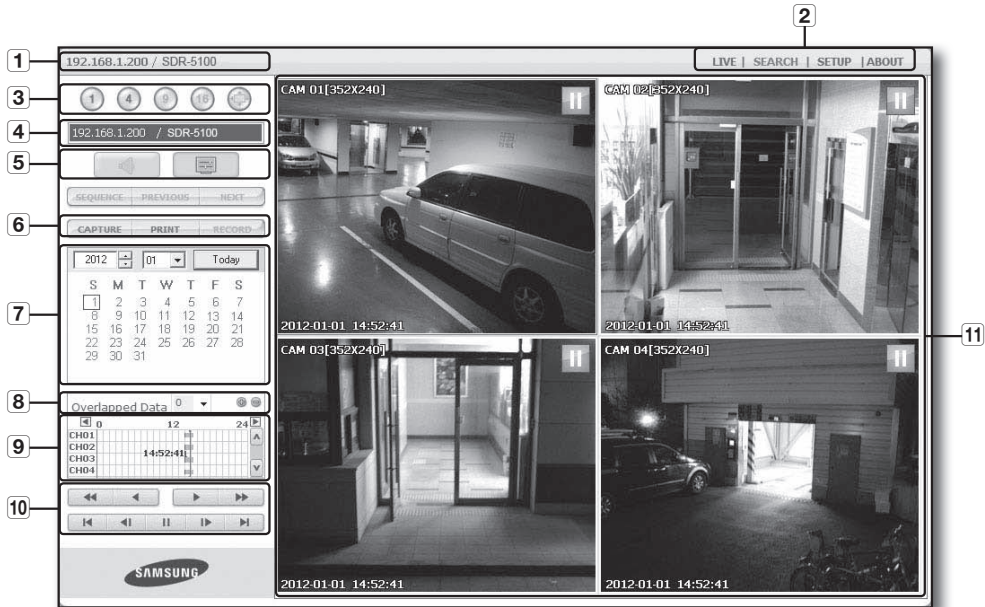 2
1
192.168.1.200 / SDR-5100
LIVE | SEARCH | SETUP | ABOUT
3
1 4 9 16
4
192.168.1.200 / SDR-5100
5
SEQUENCE PREVIOUS NEXT
6
CAPTURE PRINT RECORD
7
2012 01 Today
S M T W T F S
1 2 3 4 5 6 7
8 9 10 11 12 13 14
15 16 17 18 19 20 21
22 23 24 25 26 27 28
29 30 31
8
Overlapped Data 0
9
0 12 24
CH01
CH02
14:52:41
CH03
CH04
10
SAMSUNG
CAM 01[352X240]
2012-01-01 14:52:41
CAM 02[352X240]
2012-01-01 14:52:41
CAM 03[352X240]
2012-01-01 14:52:41
CAM 04[352X240]
2012-01-01 14:52:41
11